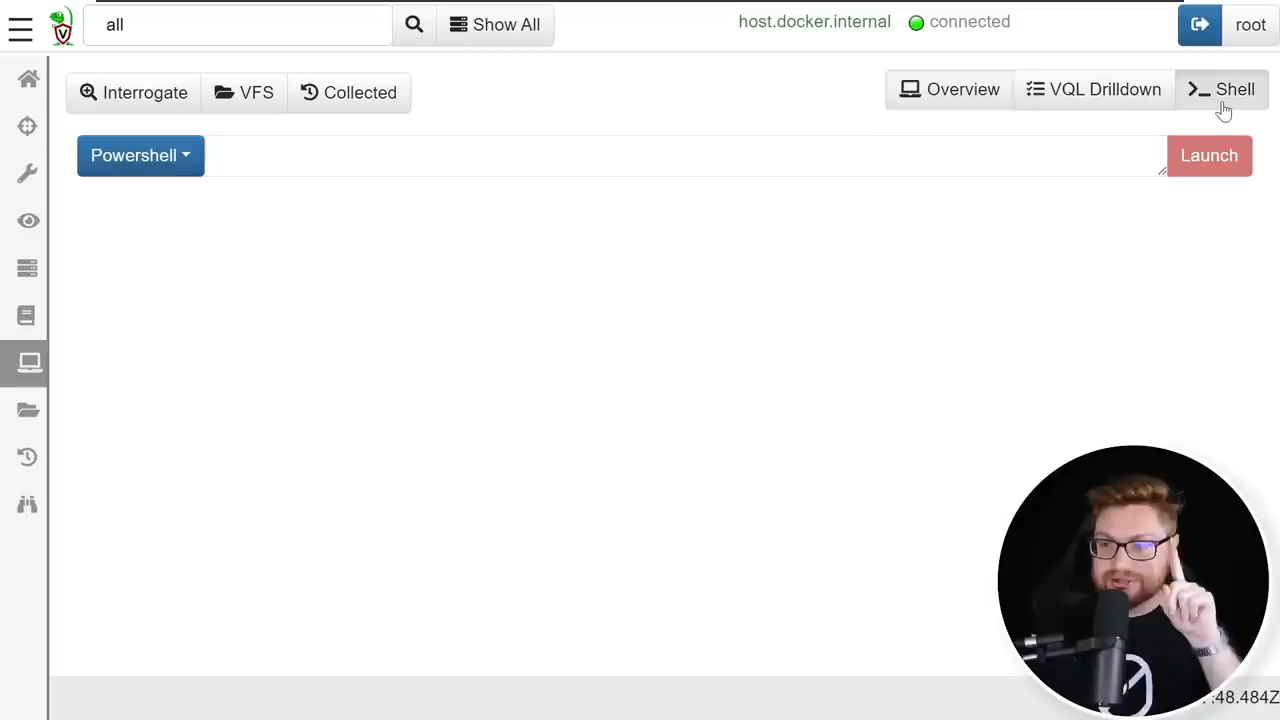 all
Show All
host.docker.internal
connected
root
Interrogate
VFS
Collected
Overview
VQL Drilldown
Shell
Powershell
Launch
:48.484Z